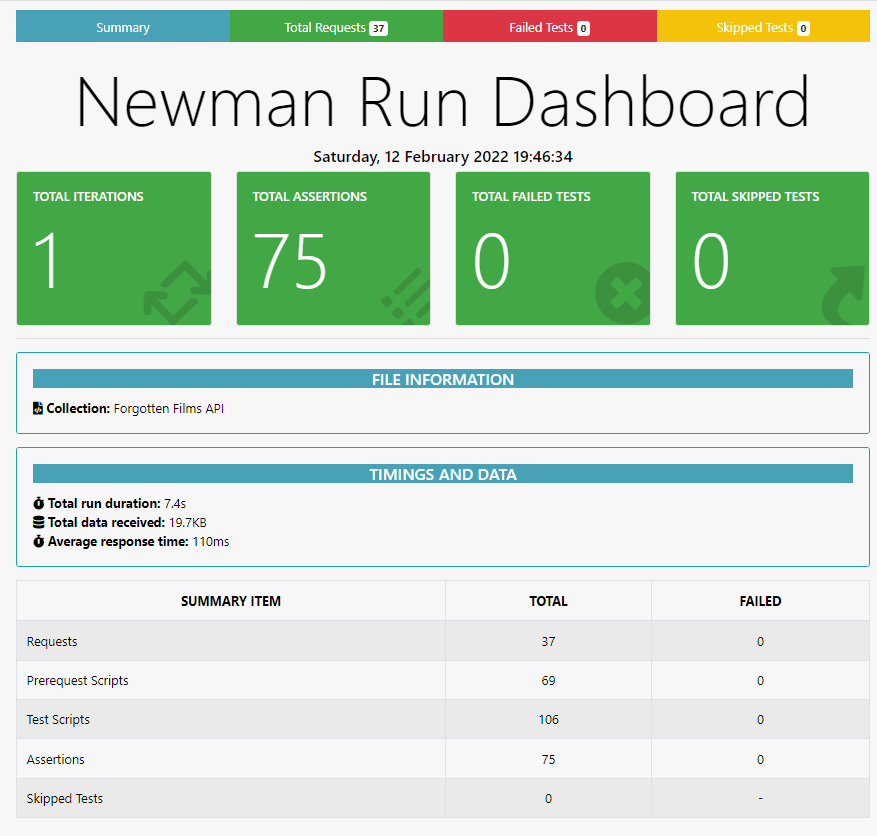 Summary Total Requests 37 Failed Tests 0 Skipped Tests 0
Newman Run Dashboard
Saturday, 12 February 2022 19:46:34
TOTAL ITERATIONS TOTAL ASSERTIONS TOTAL FAILED TESTS TOTAL SKIPPED TESTS
1 75 0 0
FILE INFORMATION
Collection: Forgotten Films API
TIMINGS AND DATA
Total run duration: 7.4s
Total data received: 19.7KB
Average response time: 110ms
SUMMARY ITEM TOTAL FAILED
Requests 37 0
Prerequest Scripts 69 0
Test Scripts 106 0
Assertions 75 0
Skipped Tests 0 -